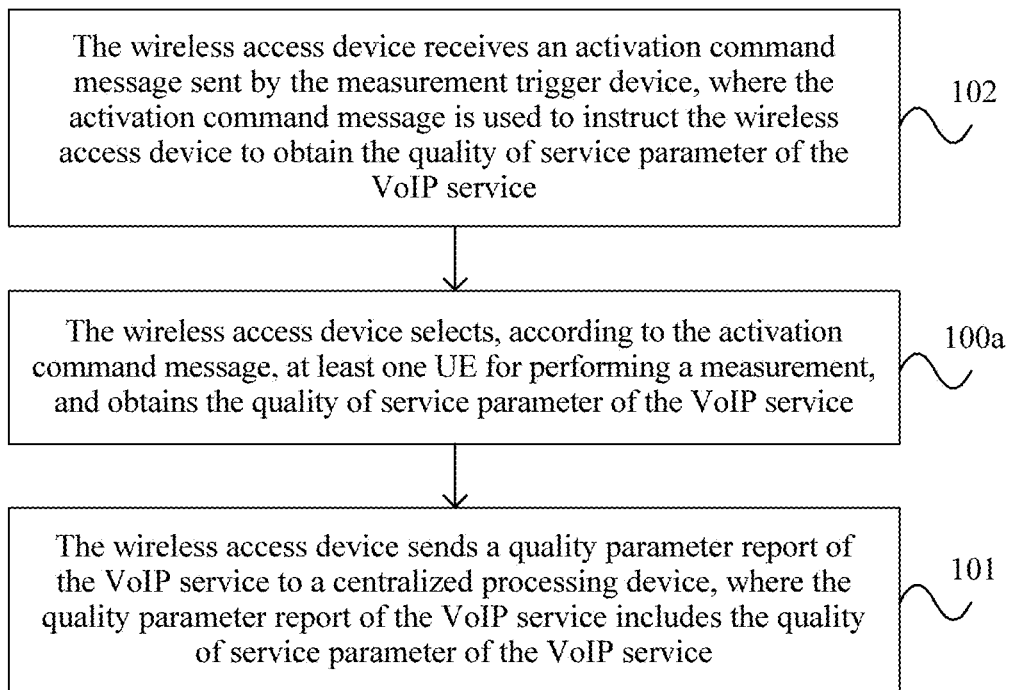 The wireless access device receives an activation command
message sent by the measurement trigger device, where the
activation command message is used to instruct the wireless
access device to obtain the quality of service parameter of the
VoIP service
102
The wireless access device selects, according to the activation
command message, at least one UE for performing a measurement,
and obtains the quality of service parameter of the VoIP service
100a
The wireless access device sends a quality parameter report of
the VoIP service to a centralized processing device, where the
quality parameter report of the VoIP service includes the quality
of service parameter of the VoIP service
101